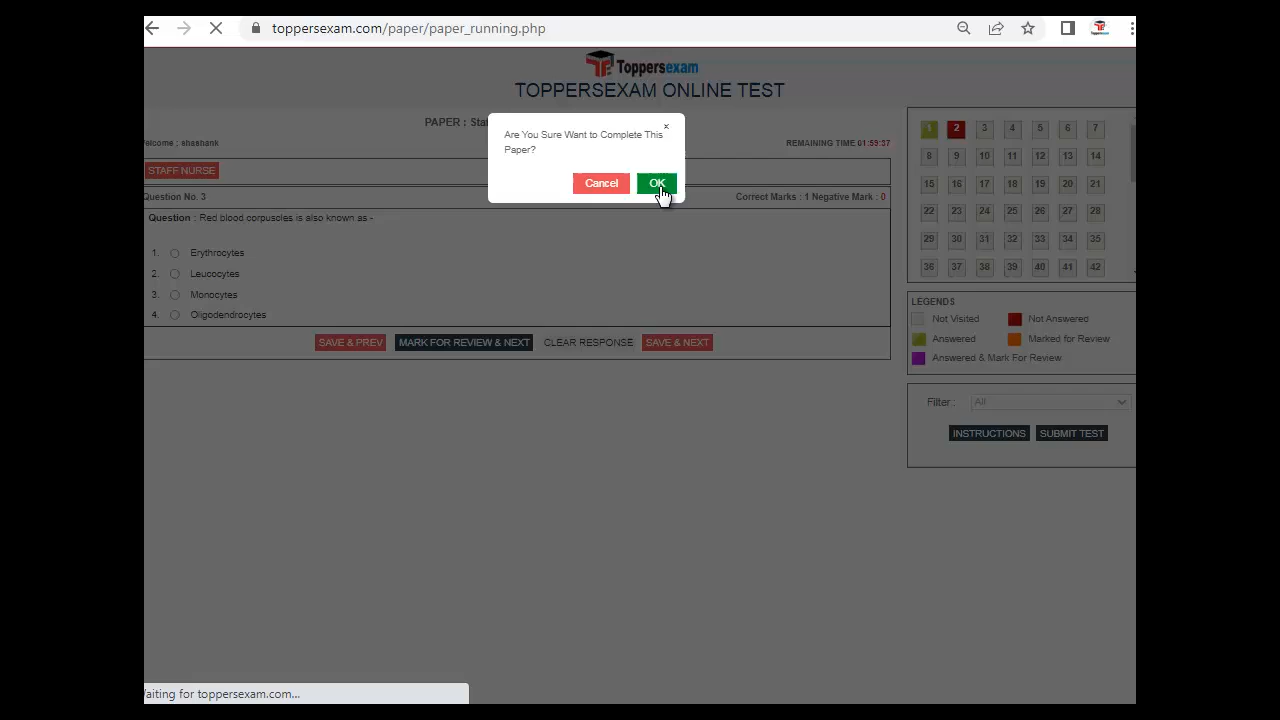 toppersexam.com/paper/paper_running.php
Toppersexam
TOPPERSEXAM ONLINE TEST
PAPER :
Are You Sure Want to Complete This
Paper?
Cancel
OK
elcome : shashank
REMAINING TIME 01:59:37
STAFF NURSE
Question No. 3
Correct Marks : 1 Negative Mark : 0
Question : Red blood corpuscles is also known as -
1. Erythrocytes
2. Leucocytes
3. Monocytes
4. Oligodendrocytes
SAVE & PREV
MARK FOR REVIEW & NEXT
CLEAR RESPONSE
SAVE & NEXT
1 2 3 4 5 6 7
8 9 10 11 12 13 14
15 16 17 18 19 20 21
22 23 24 25 26 27 28
29 30 31 32 33 34 35
36 37 38 39 40 41 42
LEGENDS
Not Visited
Not Answered
Answered
Marked for Review
Answered & Mark For Review
Filter : All
INSTRUCTIONS
SUBMIT TEST
aiting for toppersexam.com...